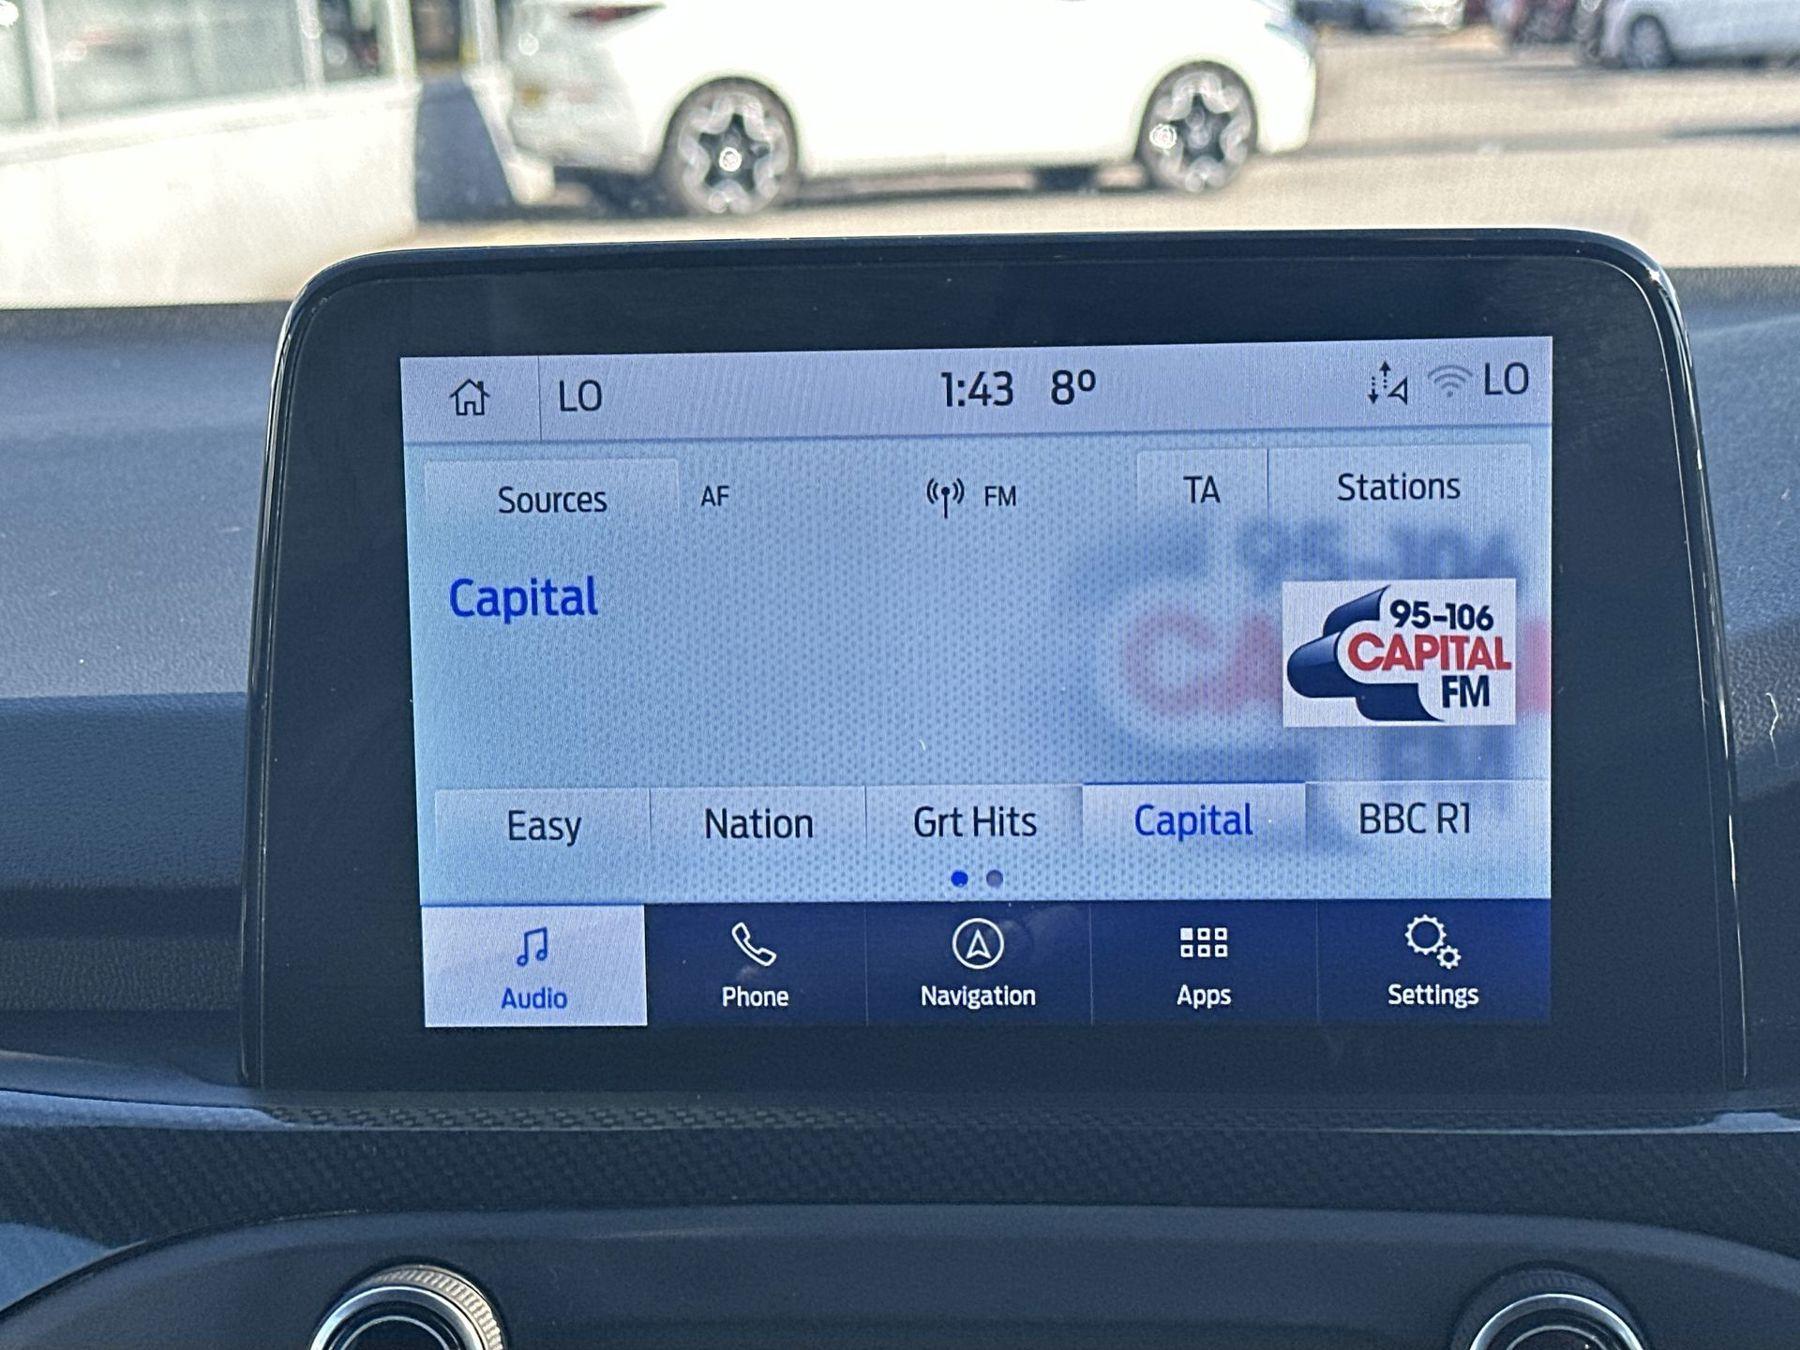 LO 1:43 8º LO
Sources AF FM TA Stations
Capital
95-106
CAPITAL
FM
Easy Nation Grt Hits Capital BBC R1
Audio Phone Navigation Apps Settings